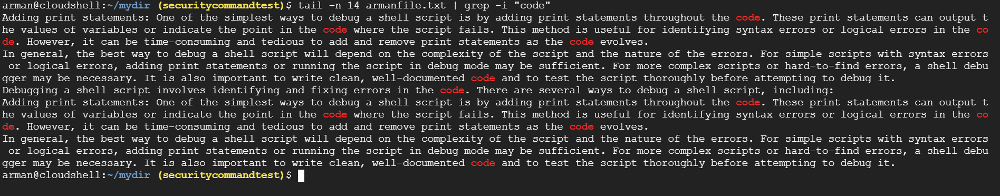 arman@cloudshell:~/mydir (securitycommandtest)$ tail -n 14 armanfile.txt | grep -i "code"
Adding print statements: One of the simplest ways to debug a shell script is by adding print statements throughout the code. These print statements can output t
he values of variables or indicate the point in the code where the script fails. This method is useful for identifying syntax errors or logical errors in the co
de. However, it can be time-consuming and tedious to add and remove print statements as the code evolves.
In general, the best way to debug a shell script will depend on the complexity of the script and the nature of the errors. For simple scripts with syntax errors
 or logical errors, adding print statements or running the script in debug mode may be sufficient. For more complex scripts or hard-to-find errors, a shell debu
gger may be necessary. It is also important to write clean, well-documented code and to test the script thoroughly before attempting to debug it.
Debugging a shell script involves identifying and fixing errors in the code. There are several ways to debug a shell script, including:
Adding print statements: One of the simplest ways to debug a shell script is by adding print statements throughout the code. These print statements can output t
he values of variables or indicate the point in the code where the script fails. This method is useful for identifying syntax errors or logical errors in the co
de. However, it can be time-consuming and tedious to add and remove print statements as the code evolves.
In general, the best way to debug a shell script will depend on the complexity of the script and the nature of the errors. For simple scripts with syntax errors
 or logical errors, adding print statements or running the script in debug mode may be sufficient. For more complex scripts or hard-to-find errors, a shell debu
gger may be necessary. It is also important to write clean, well-documented code and to test the script thoroughly before attempting to debug it.
arman@cloudshell:~/mydir (securitycommandtest)$